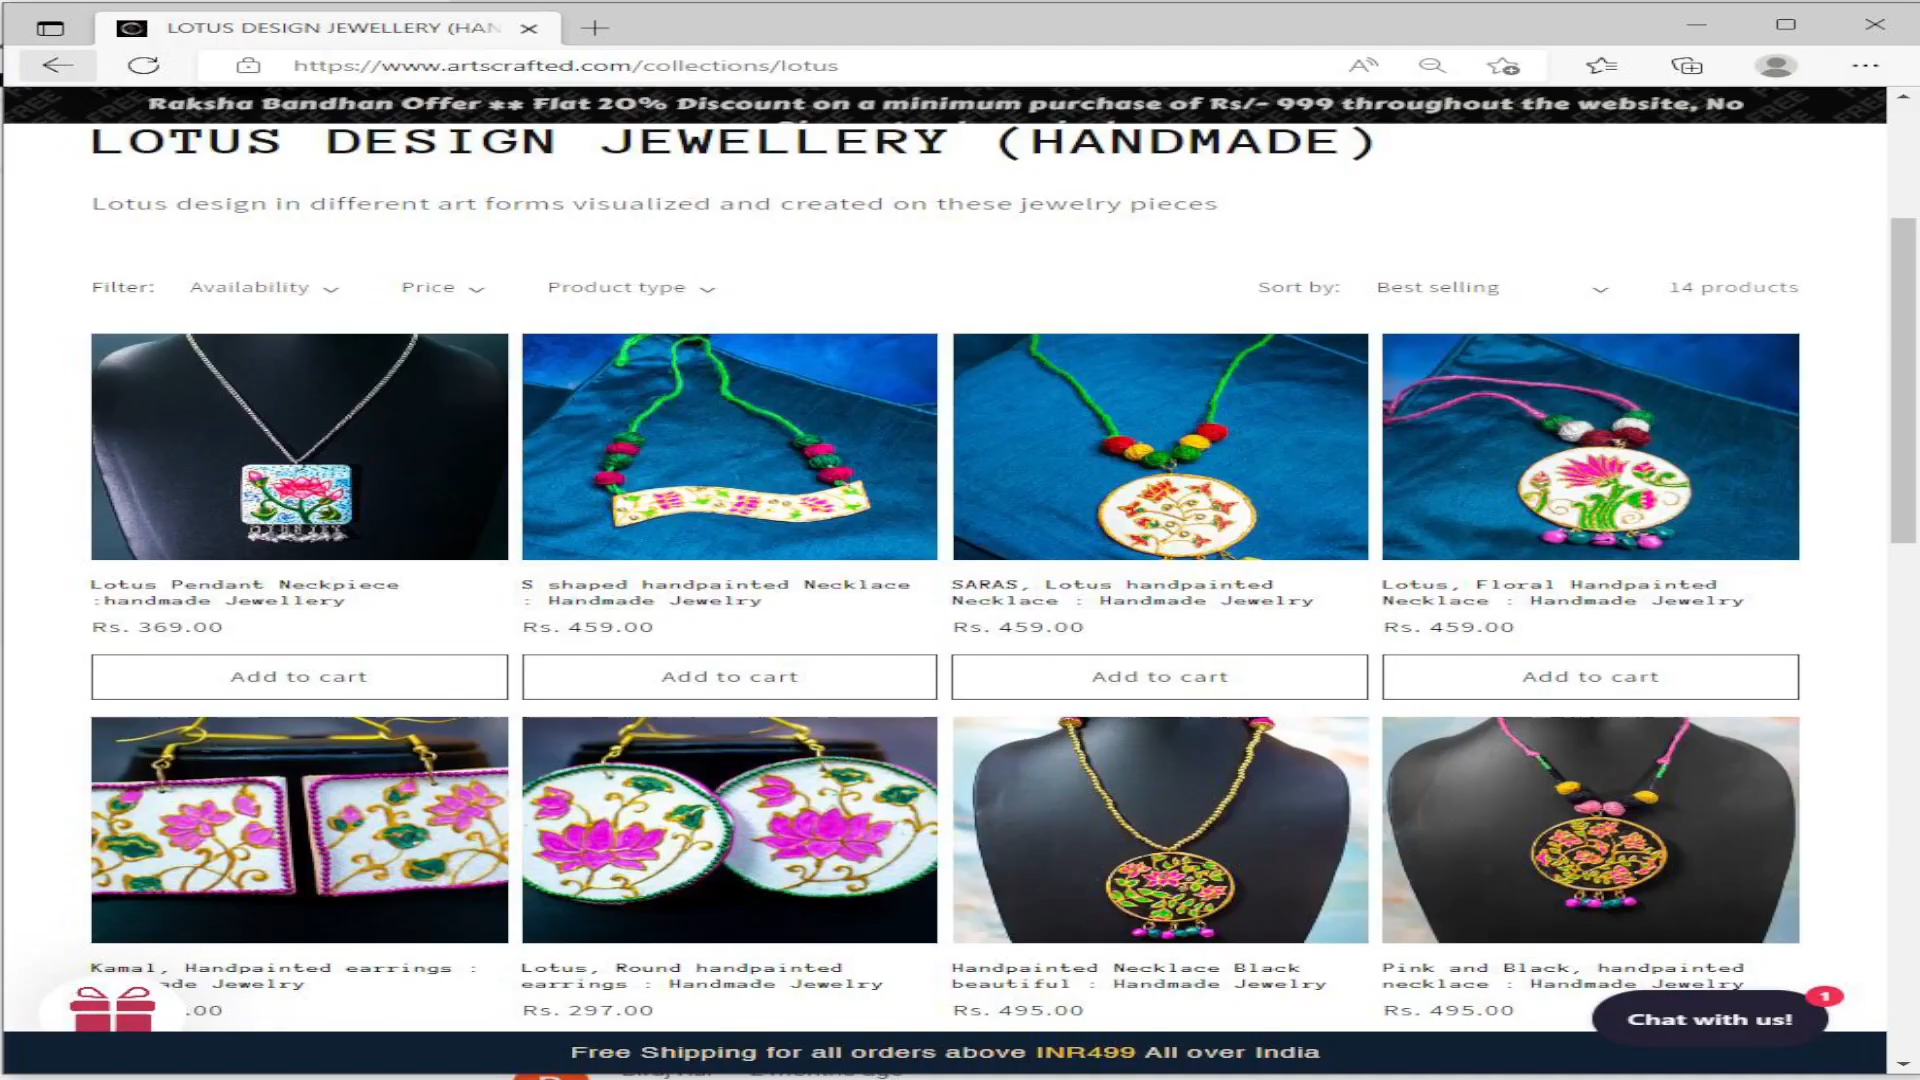 LOTUS DESIGN JEWELLERY (HAN
https://www.artscrafted.com/collections/lotus
Raksha Bandhan Offer ** Flat 20% Discount on a minimum purchase of Rs/- 999 throughout the website, No
LOTUS DESIGN JEWELLERY (HANDMADE)
Lotus design in different art forms visualized and created on these jewelry pieces
Filter: Availability Price Product type Sort by: Best selling 14 products
Lotus Pendant Neckpiece
:handmade Jewellery
Rs. 369.00
Add to cart
S shaped handpainted Necklace
: Handmade Jewelry
Rs. 459.00
Add to cart
SARAS, Lotus handpainted
Necklace : Handmade Jewelry
Rs. 459.00
Add to cart
Lotus, Floral Handpainted
Necklace : Handmade Jewelry
Rs. 459.00
Add to cart
Kamal, Handpainted earrings :
ade Jewelry
.00
Lotus, Round handpainted
earrings : Handmade Jewelry
Rs. 297.00
Handpainted Necklace Black
beautiful : Handmade Jewelry
Rs. 495.00
Pink and Black, handpainted
necklace : Handmade Jewelry
Rs. 495.00
1
Chat with us!
Free Shipping for all orders above INR499 All over India